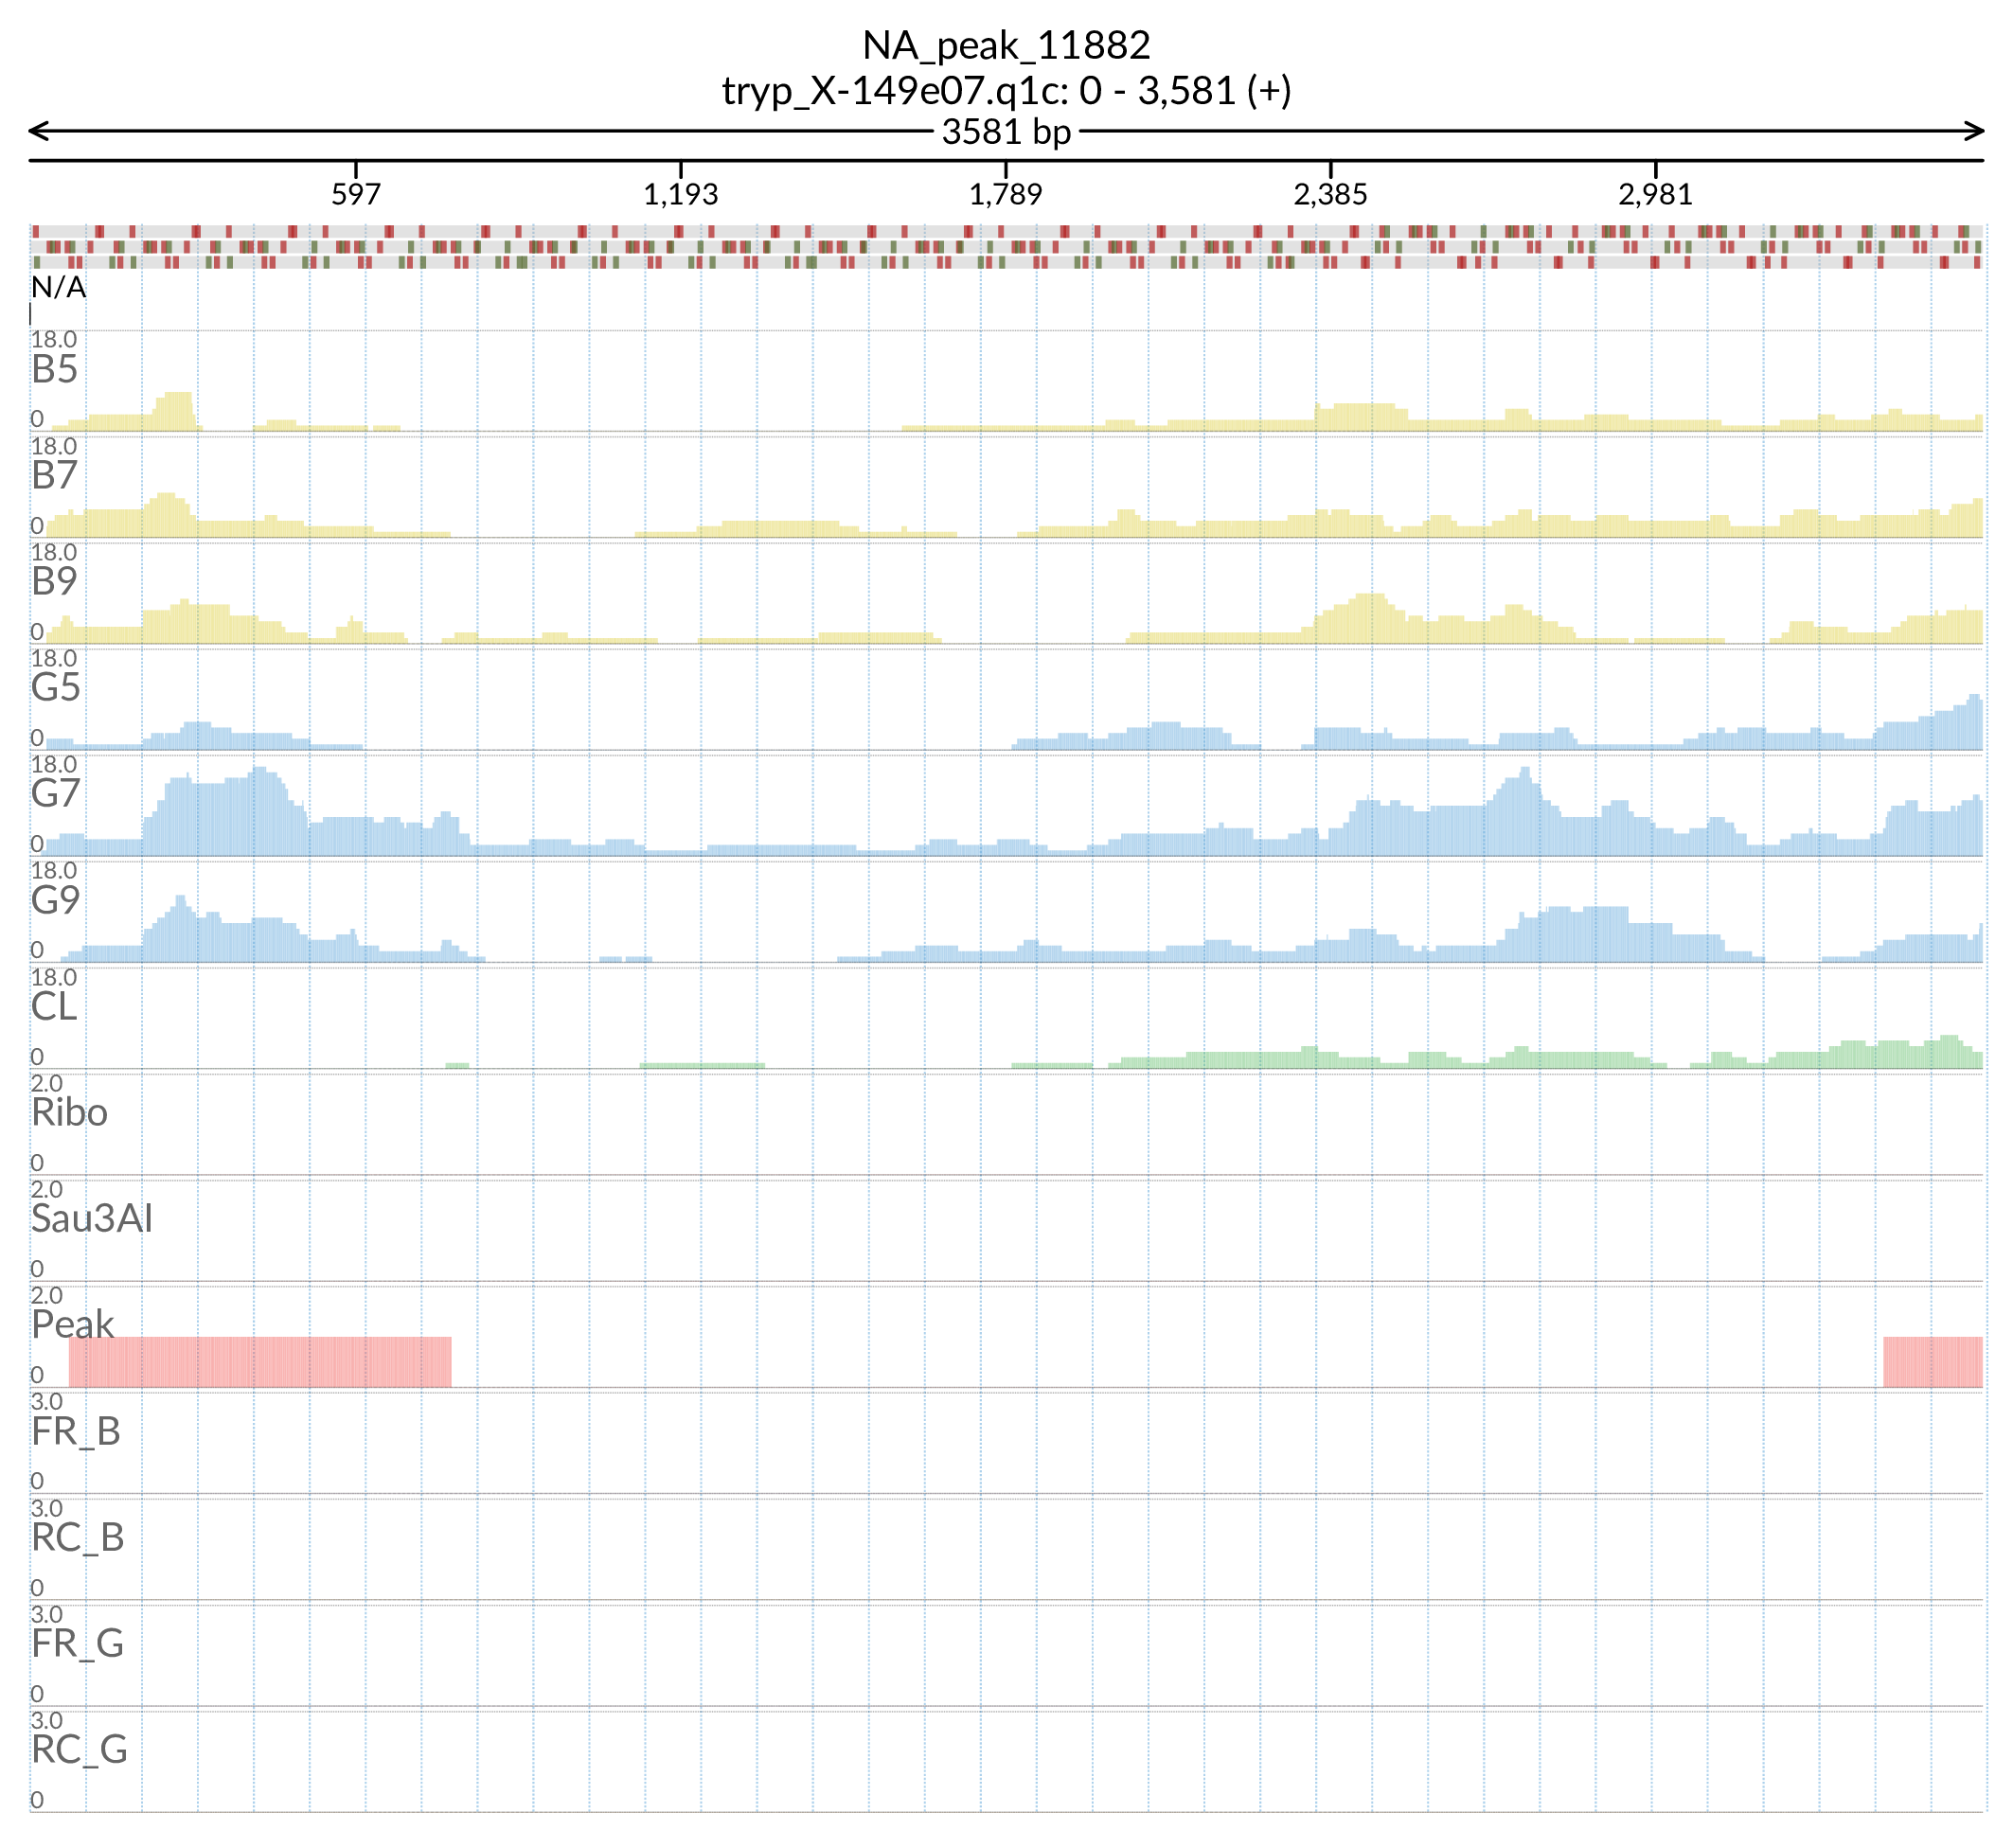 NA_peak_11882
tryp_X-149e07.q1c: 0 - 3,581 (+)
3581 bp
597 1,193 1,789 2,385 2,981
N/A
18.0
B5
0
18.0
B7
0
18.0
B9
0
18.0
G5
0
18.0
G7
0
18.0
G9
0
18.0
CL
0
2.0
Ribo
0
2.0
Sau3AI
0
2.0
Peak
0
3.0
FR_B
0
3.0
RC_B
0
3.0
FR_G
0
3.0
RC_G
0